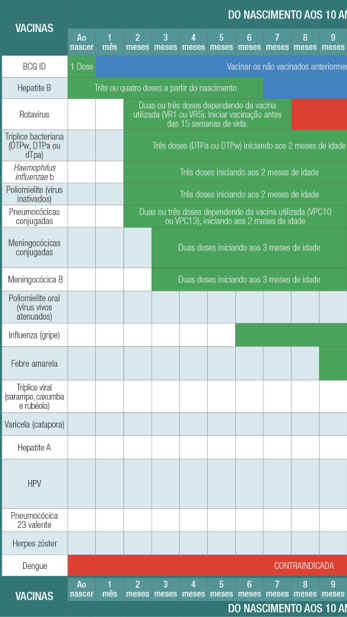 DO NASCIMENTO AOS 10 AN
VACINAS
Ao nascer
1 mês
2 meses
3 meses
4 meses
5 meses
6 meses
7 meses
8 meses
9 meses
BCG ID
1 Dose
Vacinar os não vacinados anteriorme
Hepatite B
Três ou quatro doses a partir do nascimento
Rotavírus
Duas ou três doses dependendo da vacina
utilizada (VR1 ou VR5). Iniciar vacinação antes
das 15 semanas de vida.
Tríplice bacteriana
(DTPw, DTPa ou
dTpa)
Três doses (DTPa ou DTPw) iniciando aos 2 meses de idade
Haemophilus
influenzae b
Três doses iniciando aos 2 meses de idade
Poliomielite (vírus
inativados)
Três doses iniciando aos 2 meses de idade
Pneumocócicas
conjugadas
Duas ou três doses dependendo da vacina utilizada (VPC10
ou VPC13), iniciando aos 2 meses de idade
Meningocócicas
conjugadas
Duas doses iniciando aos 3 meses de idade
Meningocócica B
Duas doses iniciando aos 3 meses de idade
Poliomielite oral
(vírus vivos
atenuados)
Influenza (gripe)
Febre amarela
Tríplice viral
(sarampo, caxumba
e rubéola)
Varicela (catapora)
Hepatite A
HPV
Pneumocócica
23 valente
Herpes zóster
Dengue
CONTRAINDICADA
VACINAS
Ao nascer
1 mês
2 meses
3 meses
4 meses
5 meses
6 meses
7 meses
8 meses
9 meses
DO NASCIMENTO AOS 10 AN